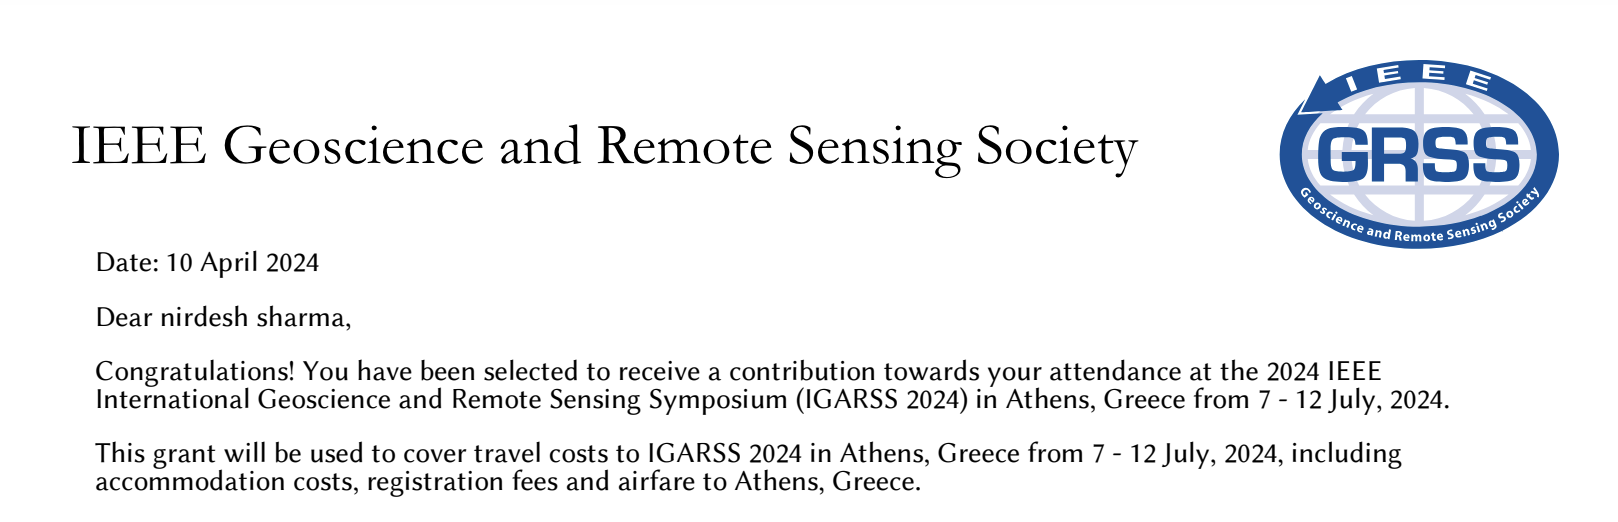 IEEE Geoscience and Remote Sensing Society
IEEE
GRSS
Geoscience and Remote Sensing Society
Date: 10 April 2024
Dear nirdesh sharma,
Congratulations! You have been selected to receive a contribution towards your attendance at the 2024 IEEE
International Geoscience and Remote Sensing Symposium (IGARSS 2024) in Athens, Greece from 7 - 12 July, 2024.
This grant will be used to cover travel costs to IGARSS 2024 in Athens, Greece from 7 - 12 July, 2024, including
accommodation costs, registration fees and airfare to Athens, Greece.